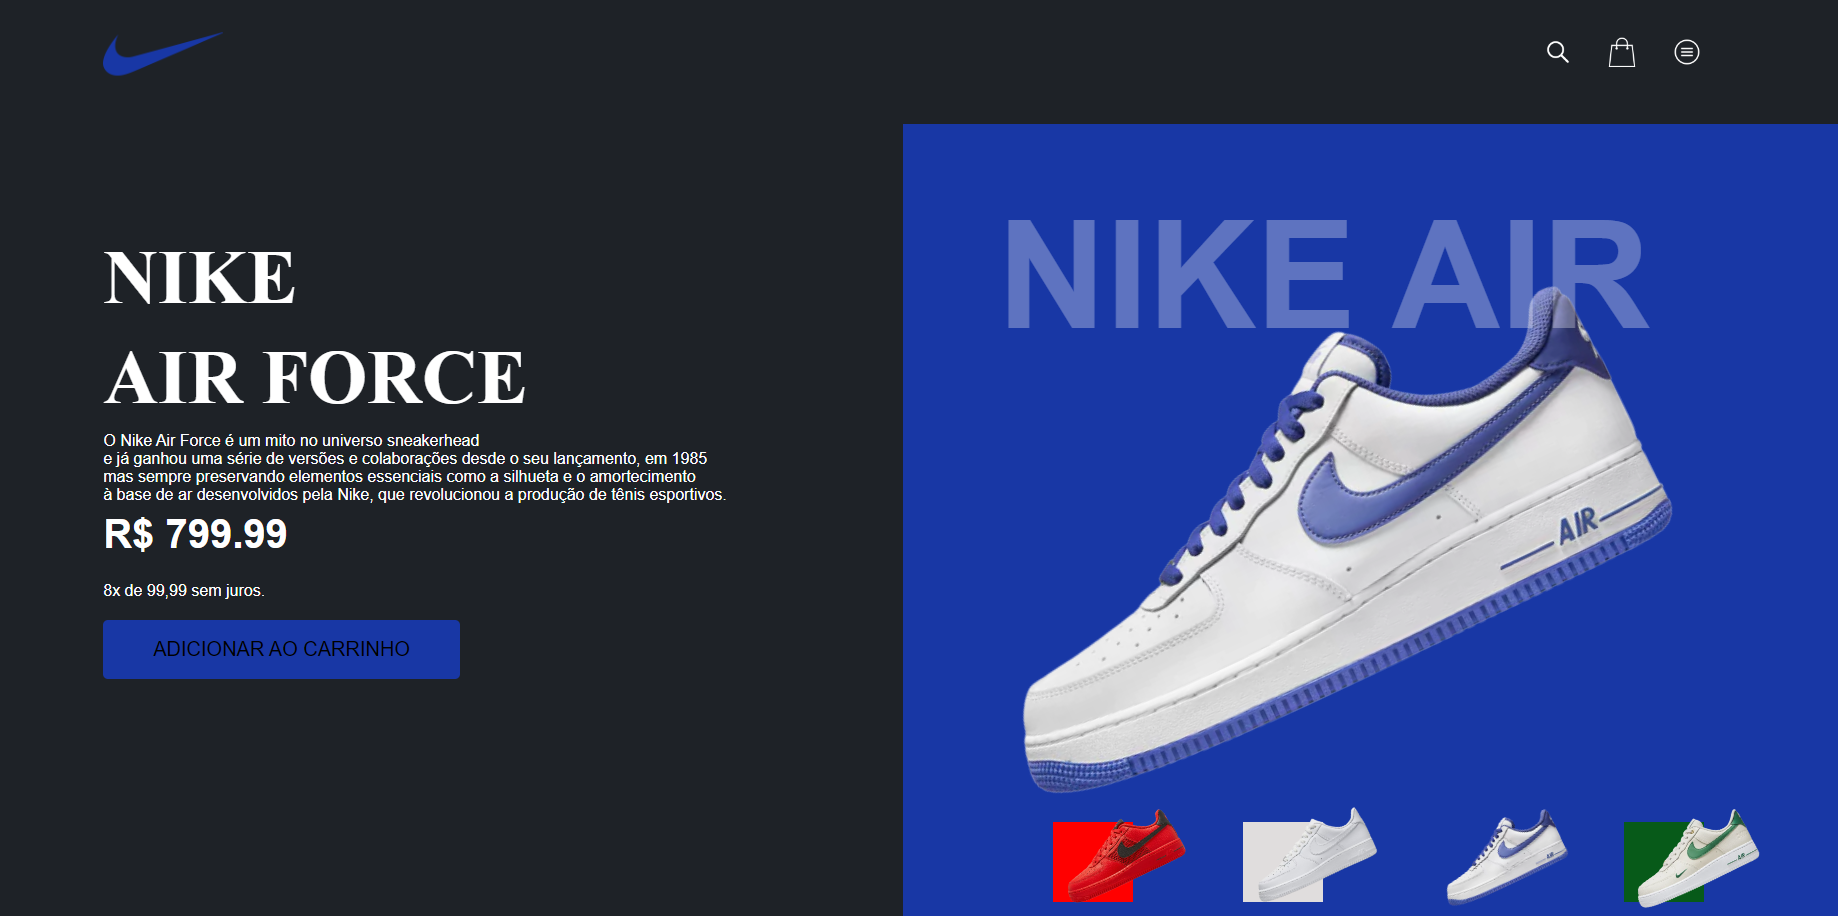 NIKE
AIR FORCE
O Nike Air Force é um mito no universo sneakerhead
e já ganhou uma série de versões e colaborações desde o seu lançamento, em 1985
mas sempre preservando elementos essenciais como a silhueta e o amortecimento
à base de ar desenvolvidos pela Nike, que revolucionou a produção de tênis esportivos.
R$ 799.99
8x de 99,99 sem juros.
ADICIONAR AO CARRINHO
NIKE AIR
AIR
AIR
AIR